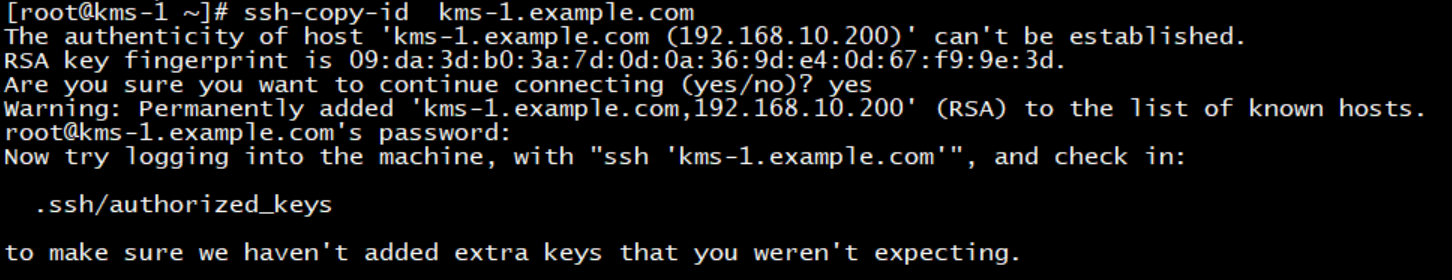 [root@kms-1 ~]# ssh-copy-id  kms-1.example.com
The authenticity of host 'kms-1.example.com (192.168.10.200)' can't be established.
RSA key fingerprint is 09:da:3d:b0:3a:7d:0d:0a:36:9d:e4:0d:67:f9:9e:3d.
Are you sure you want to continue connecting (yes/no)? yes
Warning: Permanently added 'kms-1.example.com,192.168.10.200' (RSA) to the list of known hosts.
root@kms-1.example.com's password:
Now try logging into the machine, with "ssh 'kms-1.example.com'", and check in:
  .ssh/authorized_keys
to make sure we haven't added extra keys that you weren't expecting.